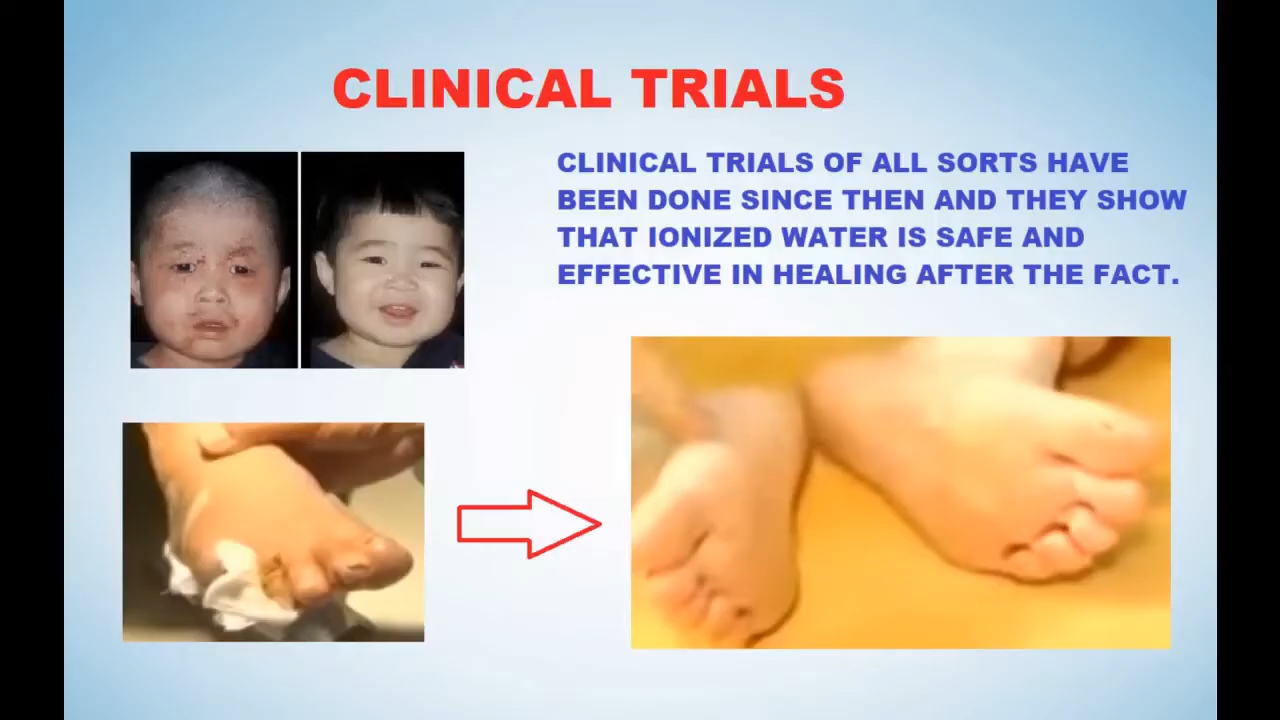 CLINICAL TRIALS
CLINICAL TRIALS OF ALL SORTS HAVE
BEEN DONE SINCE THEN AND THEY SHOW
THAT IONIZED WATER IS SAFE AND
EFFECTIVE IN HEALING AFTER THE FACT.